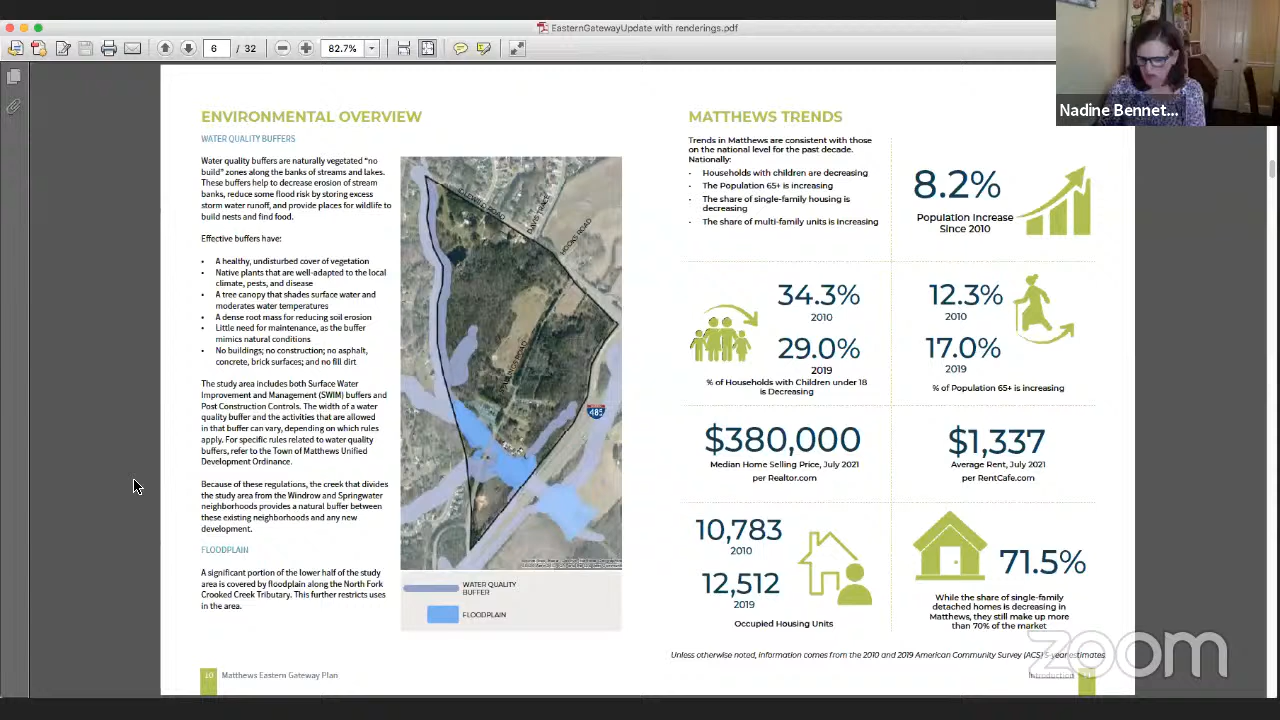 EasternGatewayUpdate with renderings.pdf
6 / 32
82.7%
Nadine Bennet...
ENVIRONMENTAL OVERVIEW
WATER QUALITY BUFFERS
Water quality buffers are naturally vegetated “no
build” zones along the banks of streams and lakes.
These buffers help to decrease erosion of stream
banks, reduce some flood risk by storing excess
storm water runoff, and provide places for wildlife to
build nests and find food.
Effective buffers have:
• A healthy, undisturbed cover of vegetation
• Native plants that are well-adapted to the local
climate, pests, and disease
• A tree canopy that shades surface water and
moderates water temperatures
• A dense root mass for reducing soil erosion
• Little need for maintenance, as the buffer
mimics natural conditions
• No buildings; no construction; no asphalt,
concrete, brick surfaces; and no fill dirt
The study area includes both Surface Water
Improvement and Management (SWIM) buffers and
Post Construction Controls. The width of a water
quality buffer and the activities that are allowed
in that buffer can vary, depending on which rules
apply. For specific rules related to water quality
buffers, refer to the Town of Matthews Unified
Development Ordinance.
Because of these regulations, the creek that divides
the study area from the Windrow and Springwater
neighborhoods provides a natural buffer between
these existing neighborhoods and any new
development.
FLOODPLAIN
A significant portion of the lower half of the study
area is covered by floodplain along the North Fork
Crooked Creek Tributary. This further restricts uses
in the area.
ROAD
HOOKS ROAD
ROAD
485
WATER QUALITY
BUFFER
FLOODPLAIN
10 Matthews Eastern Gateway Plan
MATTHEWS TRENDS
Trends in Matthews are consistent with those
on the national level for the past decade.
Nationally:
• Households with children are decreasing
• The Population 65+ is increasing
• The share of single-family housing is
decreasing
• The share of multi-family units is increasing
8.2%
Population Increase
Since 2010
34.3%
2010
29.0%
2019
% of Households with Children under 18
is Decreasing
12.3%
2010
17.0%
2019
% of Population 65+ is increasing
$380,000
Median Home Selling Price, July 2021
per Realtor.com
$1,337
Average Rent, July 2021
per RentCafe.com
10,783
2010
12,512
2019
Occupied Housing Units
71.5%
While the share of single-family
detached homes is decreasing in
Matthews, they still make up more
than 70% of the market
Unless otherwise noted, information comes from the 2010 and 2019 American Community Survey (ACS) 5-year estimates
Introduction
zoom